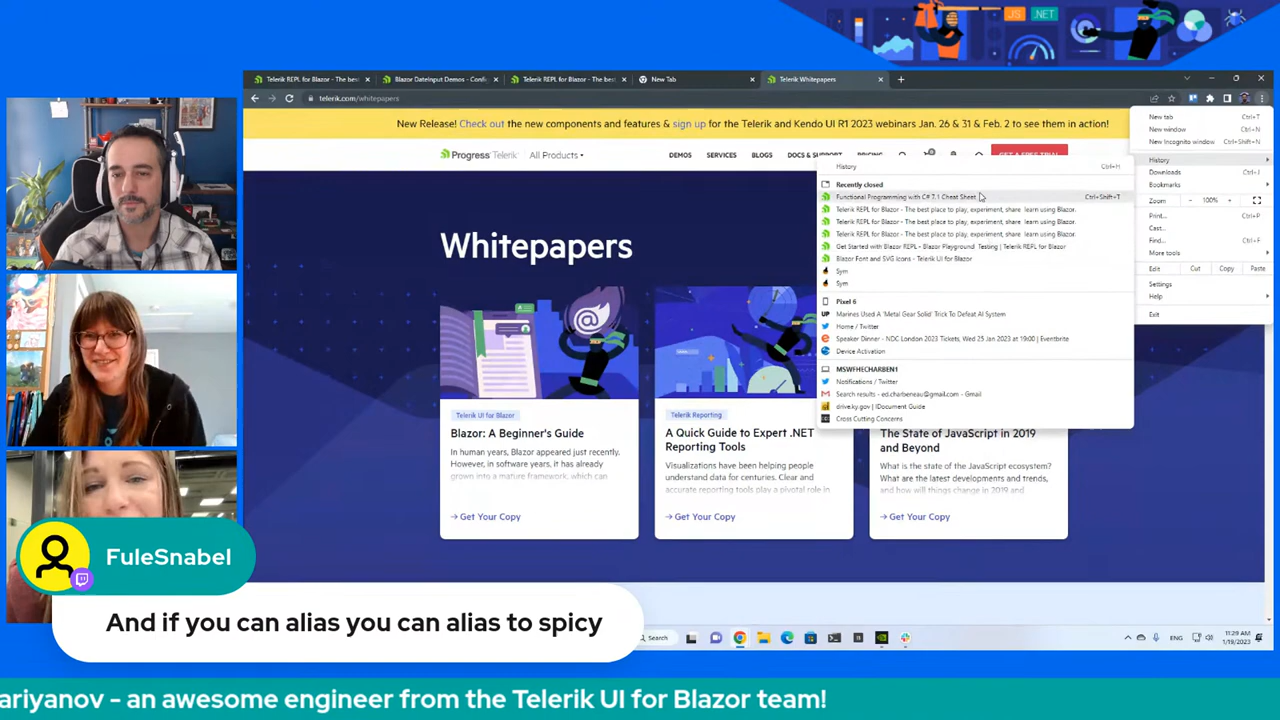 JS .NET
Telerik REPL for Blazor - The best
Blazor DateInput Demos - Confi
Telerik REPL for Blazor - The best
New Tab
Telerik Whitepapers
telerik.com/whitepapers
New Release! Check out the new components and features & sign up for the Telerik and Kendo UI R1 2023 webinars Jan. 26 & 31 & Feb. 2 to see them in action!
Progress Telerik All Products
DEMOS SERVICES BLOGS DOCS & SUPPORT PRICING
GET A FREE TRIAL
Whitepapers
Telerik UI for Blazor
Blazor: A Beginner's Guide
In human years, Blazor appeared just recently.
However, in software years, it has already
grown into a mature framework, which can
Get Your Copy
Telerik Reporting
A Quick Guide to Expert .NET
Reporting Tools
Visualizations have been helping people
understand data for centuries. Clear and
accurate reporting tools play a pivotal role in
Get Your Copy
The State of JavaScript in 2019
and Beyond
What is the state of the JavaScript ecosystem?
What are the latest developments and trends,
and how will things change in 2019 and
Get Your Copy
History Ctrl+H
Recently closed
Functional Programming with C# 7.1 Cheat Sheet Ctrl+Shift+T
Telerik REPL for Blazor - The best place to play, experiment, share learn using Blazor.
Telerik REPL for Blazor - The best place to play, experiment, share learn using Blazor.
Telerik REPL for Blazor - The best place to play, experiment, share learn using Blazor.
Get Started with Blazor REPL - Blazor Playground Testing | Telerik REPL for Blazor
Blazor Font and SVG Icons - Telerik UI for Blazor
Sym
Sym
Pixel 6
Marines Used A 'Metal Gear Solid' Trick To Defeat AI System
Home / Twitter
Speaker Dinner - NDC London 2023 Tickets, Wed 25 Jan 2023 at 19:00 | Eventbrite
Device Activation
MSWFHECHARBEN1
Notifications / Twitter
Search results - ed.charbeneau@gmail.com - Gmail
drive.ky.gov | IDocument Guide
Cross Cutting Concerns
New tab Ctrl+T
New window Ctrl+N
New Incognito window Ctrl+Shift+N
History
Downloads Ctrl+J
Bookmarks
Zoom - 100% +
Print... Ctrl+P
Cast...
Find... Ctrl+F
More tools
Edit Cut Copy Paste
Settings
Help
Exit
FuleSnabel
And if you can alias you can alias to spicy
Search
ENG
11:29 AM
1/19/2023
ariyanov - an awesome engineer from the Telerik UI for Blazor team!